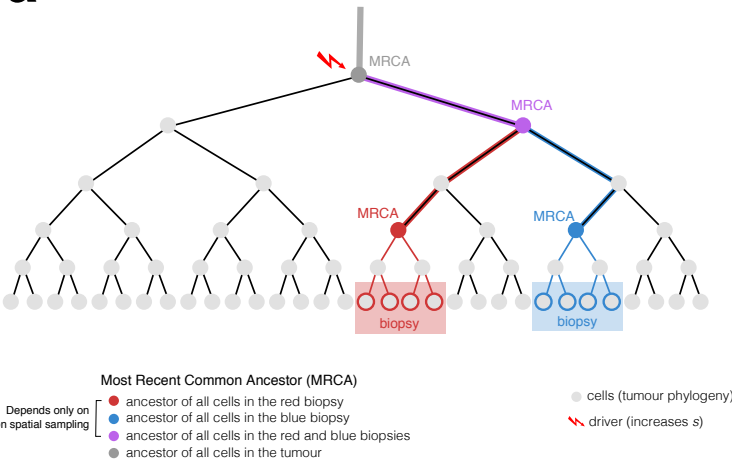 MRCA
MRCA
MRCA
MRCA
biopsy
biopsy
Most Recent Common Ancestor (MRCA)
Depends only on
spatial sampling
ancestor of all cells in the red biopsy
ancestor of all cells in the blue biopsy
ancestor of all cells in the red and blue biopsies
ancestor of all cells in the tumour
cells (tumour phylogeny)
driver (increases s)